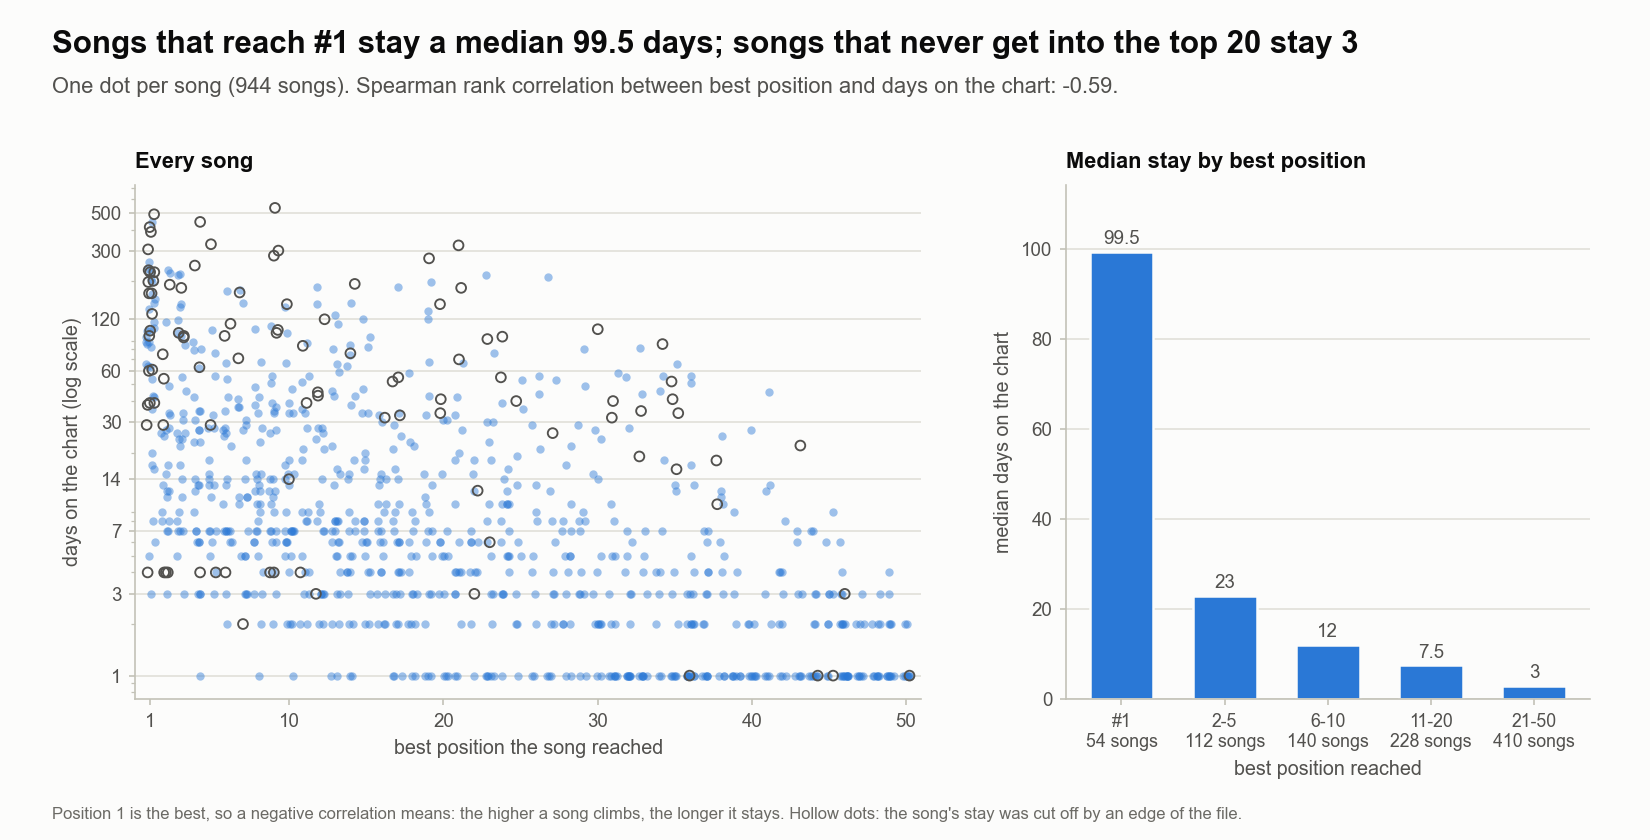 Songs that reach #1 stay a median 99.5 days; songs that never get into the top 20 stay 3
One dot per song (944 songs). Spearman rank correlation between best position and days on the chart: -0.59.
Every song
days on the chart (log scale)
500
300
120
60
30
14
7
3
1
1 10 20 30 40 50
best position the song reached
Median stay by best position
median days on the chart
100
80
60
40
20
0
99.5
23
12
7.5
3
#1 2-5 6-10 11-20 21-50
54 songs 112 songs 140 songs 228 songs 410 songs
best position reached
Position 1 is the best, so a negative correlation means: the higher a song climbs, the longer it stays. Hollow dots: the song's stay was cut off by an edge of the file.